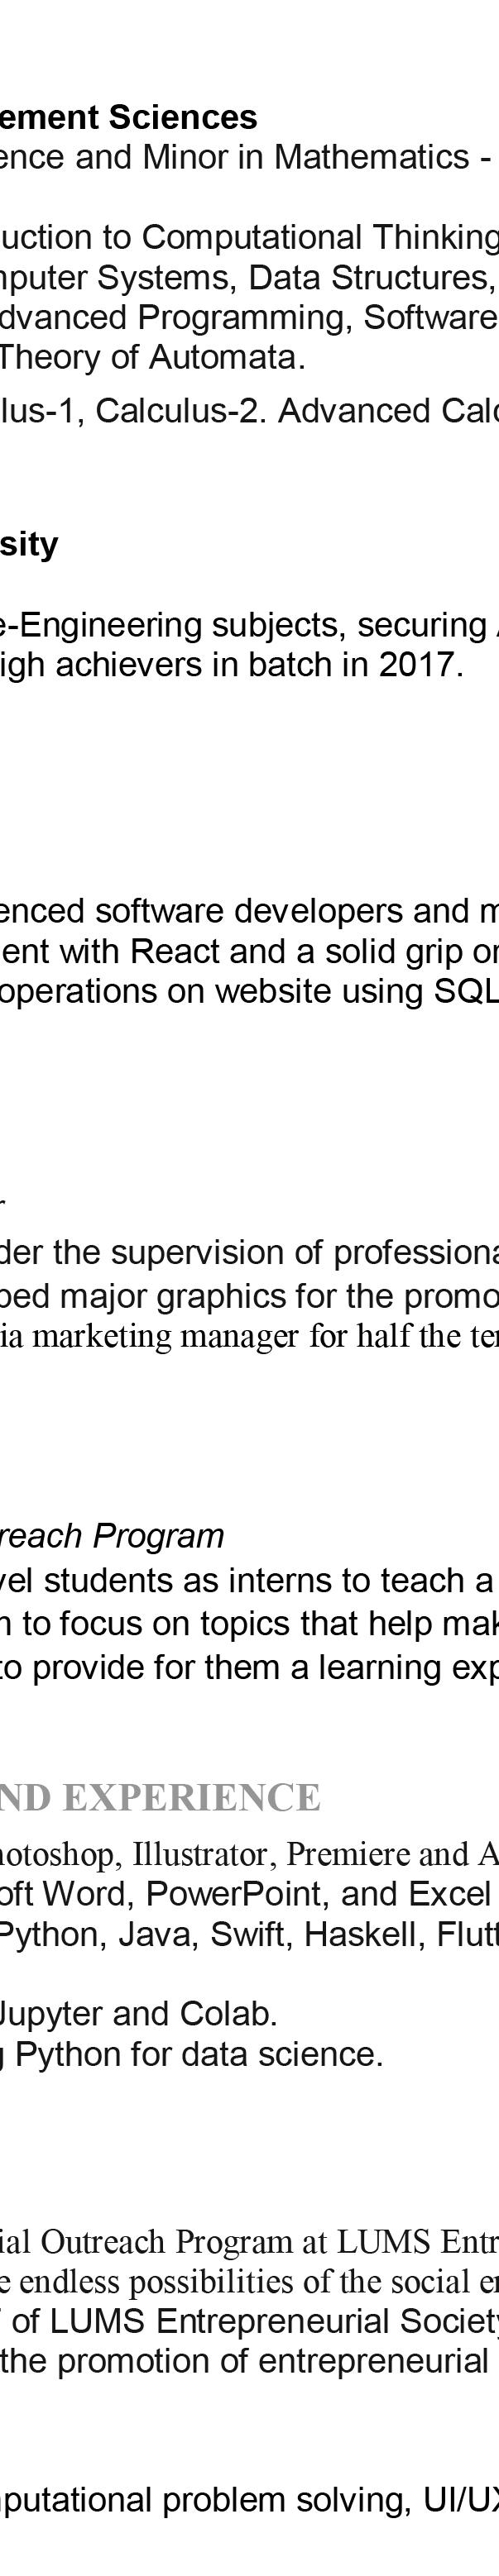 ement Sciences
ence and Minor in Mathematics -
uction to Computational Thinking
mputer Systems, Data Structures,
dvanced Programming, Software
Theory of Automata.
lus-1, Calculus-2. Advanced Calc
sity
e-Engineering subjects, securing
igh achievers in batch in 2017.
enced software developers and m
ent with React and a solid grip on
operations on website using SQL
r
der the supervision of professiona
ped major graphics for the promo
ia marketing manager for half the ter
reach Program
vel students as interns to teach a
n to focus on topics that help mak
to provide for them a learning exp
ND EXPERIENCE
hotoshop, Illustrator, Premiere and A
oft Word, PowerPoint, and Excel
Python, Java, Swift, Haskell, Flutt
Jupyter and Colab.
g Python for data science.
ial Outreach Program at LUMS Entr
e endless possibilities of the social en
of LUMS Entrepreneurial Society
the promotion of entrepreneurial
mputational problem solving, UI/UX